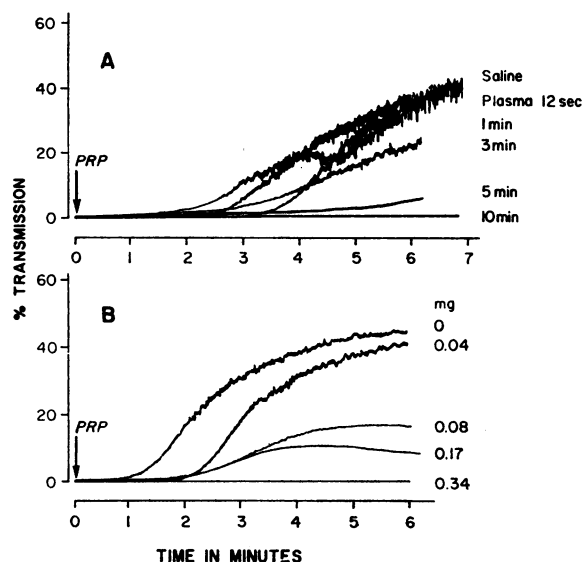 60
A
40
20
0
PRP
Saline
Plasma 12 sec
1 min
3 min
5 min
10 min
0 1 2 3 4 5 6 7
% TRANSMISSION
60
B
40
20
0
PRP
mg
0
0.04
0.08
0.17
0.34
0 1 2 3 4 5 6
TIME IN MINUTES